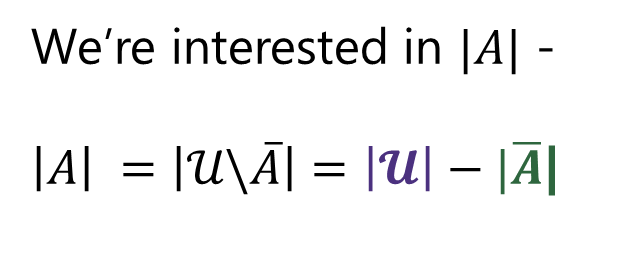 We're interested in |A| -
|A| = |𝒰\Ā| = |𝒰| − |Ā|